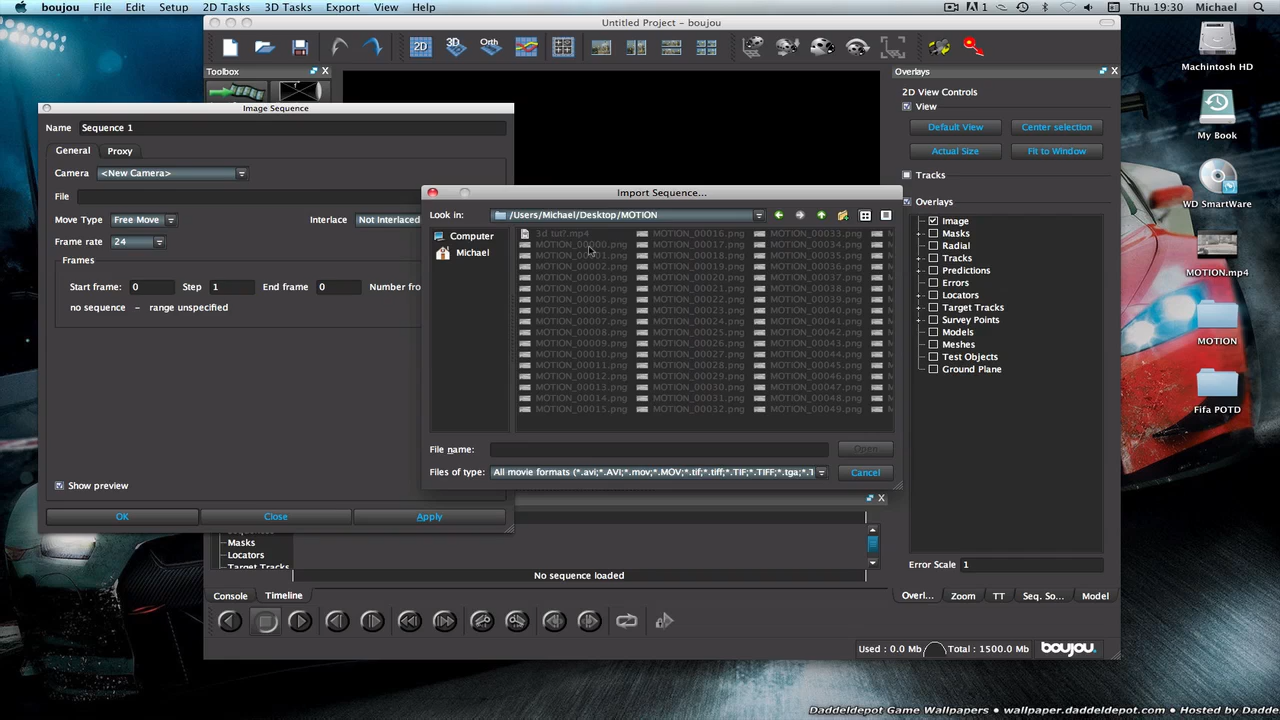 boujou File Edit Setup 2D Tasks 3D Tasks Export View Help
1 Thu 19:30 Michael
Untitled Project - boujou
2D 3D Orth
Toolbox
Overlays
Image Sequence
Name Sequence 1
General Proxy
Camera <New Camera>
File
Move Type Free Move Interlace Not Interlaced
Frame rate 24
Frames
Start frame: 0 Step 1 End frame 0 Number fro
no sequence - range unspecified
Show preview
OK Close Apply
Import Sequence...
Look in: /Users/Michael/Desktop/MOTION
Computer
Michael
3d tut7.mp4 MOTION_00016.png MOTION_00033.png
MOTION_00000.png MOTION_00017.png MOTION_00034.png
MOTION_00001.png MOTION_00018.png MOTION_00035.png
MOTION_00002.png MOTION_00019.png MOTION_00036.png
MOTION_00003.png MOTION_00020.png MOTION_00037.png
MOTION_00004.png MOTION_00021.png MOTION_00038.png
MOTION_00005.png MOTION_00022.png MOTION_00039.png
MOTION_00006.png MOTION_00023.png MOTION_00040.png
MOTION_00007.png MOTION_00024.png MOTION_00041.png
MOTION_00008.png MOTION_00025.png MOTION_00042.png
MOTION_00009.png MOTION_00026.png MOTION_00043.png
MOTION_00010.png MOTION_00027.png MOTION_00044.png
MOTION_00011.png MOTION_00028.png MOTION_00045.png
MOTION_00012.png MOTION_00029.png MOTION_00046.png
MOTION_00013.png MOTION_00030.png MOTION_00047.png
MOTION_00014.png MOTION_00031.png MOTION_00048.png
MOTION_00015.png MOTION_00032.png MOTION_00049.png
File name: Open
Files of type: All movie formats (*.avi;*.AVI;*.mov;*.MOV;*.tif;*.tiff;*.TIF;*.TIFF;*.tga;*.T Cancel
2D View Controls
View
Default View Center selection
Actual Size Fit to Window
Tracks
Overlays
Image
Masks
Radial
Tracks
Predictions
Errors
Locators
Target Tracks
Survey Points
Models
Meshes
Test Objects
Ground Plane
Error Scale 1
Overl... Zoom TT Seq. So... Model
Masks
Locators
Target Tracks
No sequence loaded
Console Timeline
Used : 0.0 Mb Total : 1500.0 Mb boujou.
Machintosh HD
My Book
WD SmartWare
MOTION.mp4
MOTION
Fifa POTD
Daddeldepot Game Wallpapers • wallpaper.daddeldepot.com • Hosted by Dadde